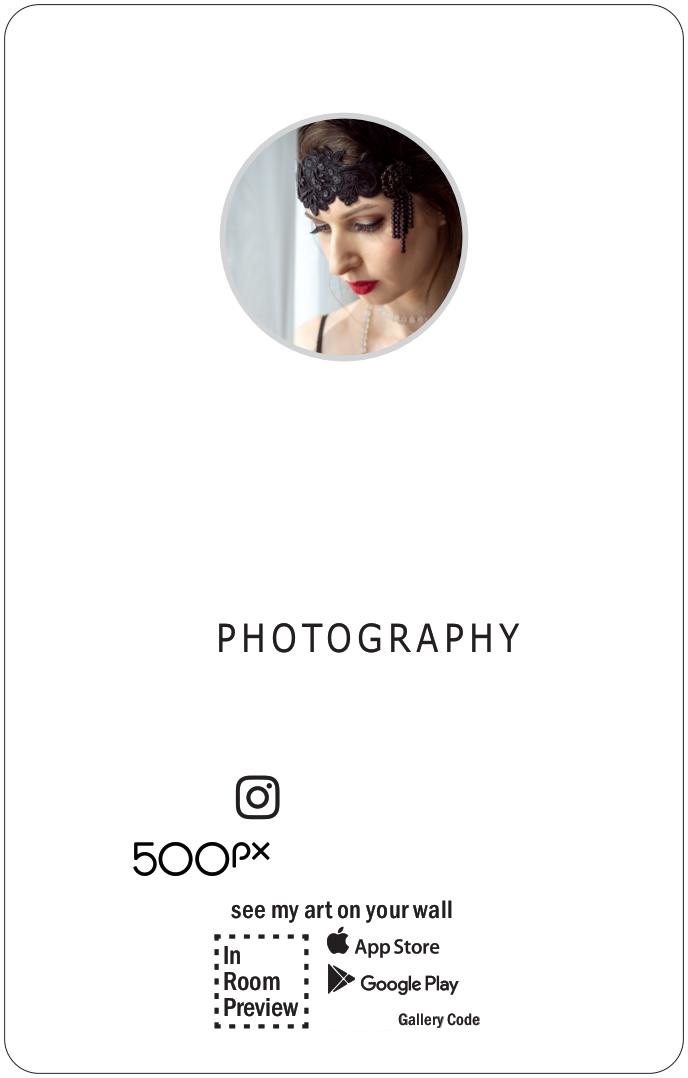 PHOTOGRAPHY
500px
see my art on your wall
In
Room
Preview
App Store
Google Play
Gallery Code